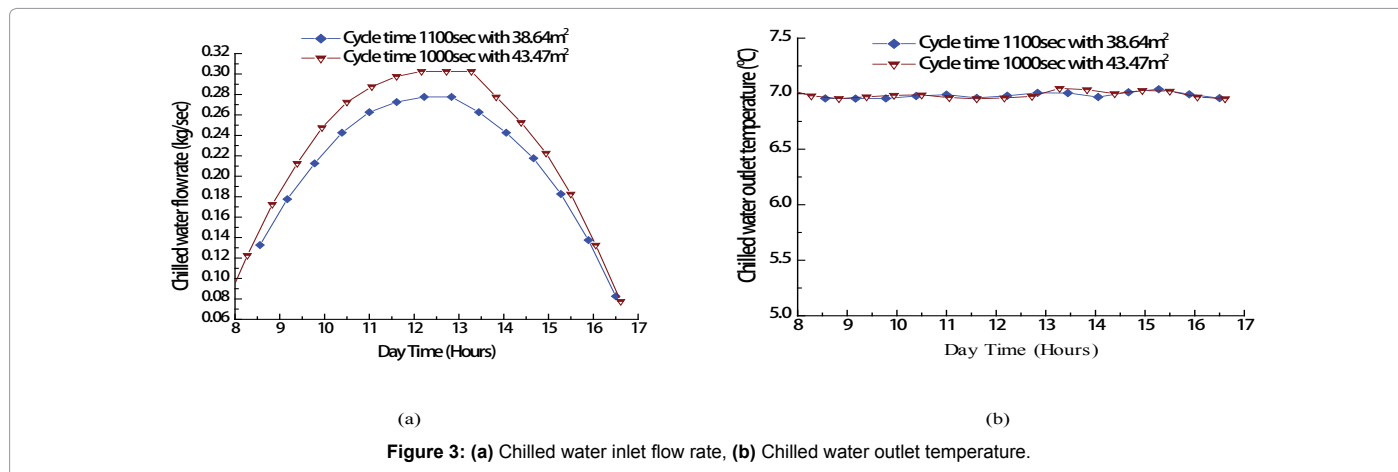 Cycle time 1100sec with 38.64m²
Cycle time 1000sec with 43.47m²
0.32
0.30
0.28
0.26
0.24
0.22
0.20
0.18
0.16
0.14
0.12
0.10
0.08
0.06
Chilled water flow rate (kg/sec)
8 9 10 11 12 13 14 15 16 17
Day Time (Hours)
(a)
Cycle time 1100sec with 38.64m²
Cycle time 1000sec with 43.47m²
7.5
7.0
6.5
6.0
5.5
5.0
Chilled water outlet temperature (°C)
8 9 10 11 12 13 14 15 16 17
Day Time (Hours)
(b)
Figure 3: (a) Chilled water inlet flow rate, (b) Chilled water outlet temperature.